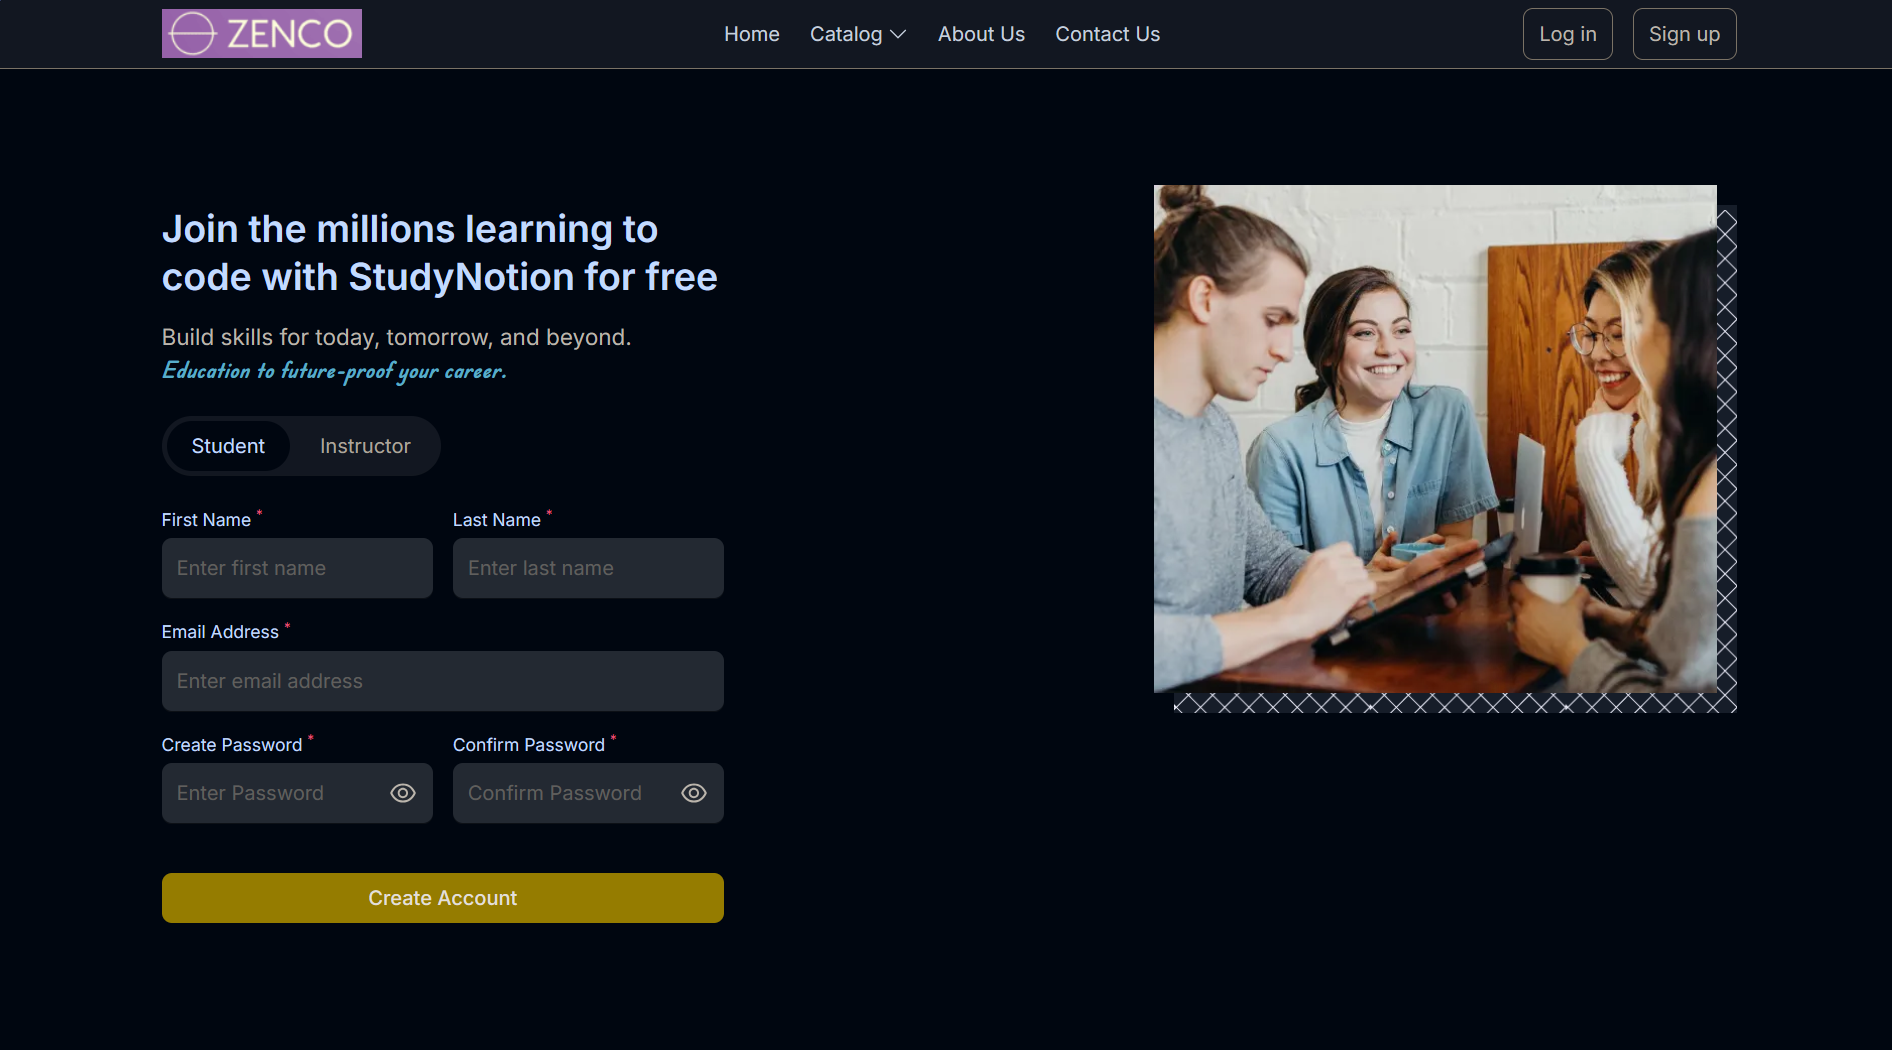 ZENCO
Home
Catalog
About Us
Contact Us
Log in
Sign up
Join the millions learning to
code with StudyNotion for free
Build skills for today, tomorrow, and beyond.
Education to future-proof your career.
Student
Instructor
First Name *
Last Name *
Enter first name
Enter last name
Email Address *
Enter email address
Create Password *
Confirm Password *
Enter Password
Confirm Password
Create Account